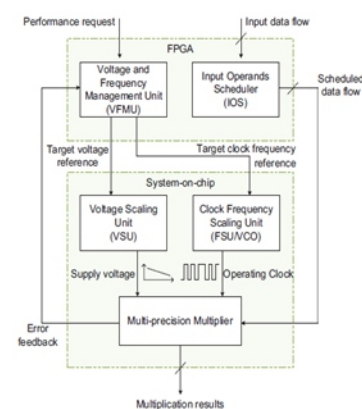 Performance request
Input data flow
FPGA
Voltage and
Frequency
Management Unit
(VFMU)
Input Operands
Scheduler
(IOS)
Scheduled
data flow
Target voltage
reference
Target clock frequency
reference
System-on-chip
Voltage Scaling
Unit
(VSU)
Clock Frequency
Scaling Unit
(FSU/VCO)
Supply voltage
Operating Clock
Multi-precision Multiplier
Error
feedback
Multiplication results